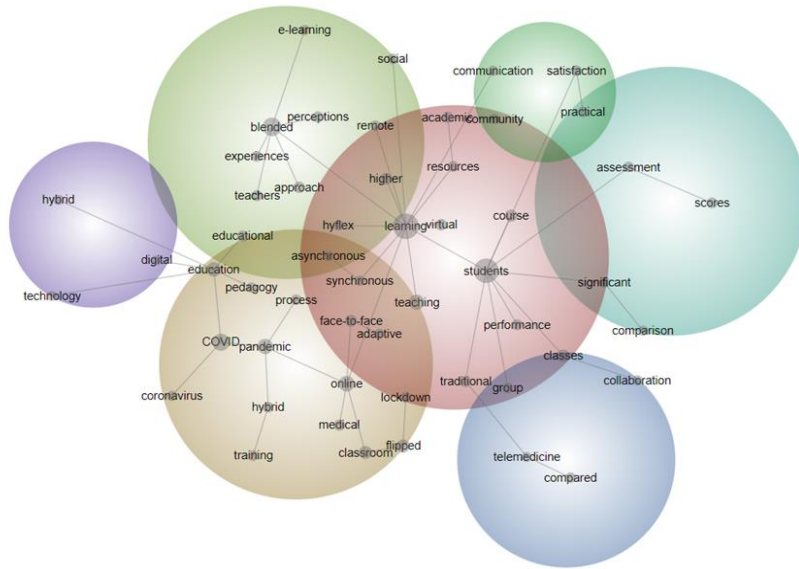 e-learning
social
communication
satisfaction
perceptions
academic
community
practical
blended
remote
experiences
resources
assessment
teachers
approach
higher
hybrid
scores
course
educational
hyflex
learning
virtual
asynchronous
digital
education
students
technology
pedagogy
synchronous
significant
process
teaching
face-to-face
performance
comparison
COVID
pandemic
adaptive
classes
online
traditional
group
collaboration
coronavirus
lockdown
hybrid
medical
flipped
training
classroom
telemedicine
compared